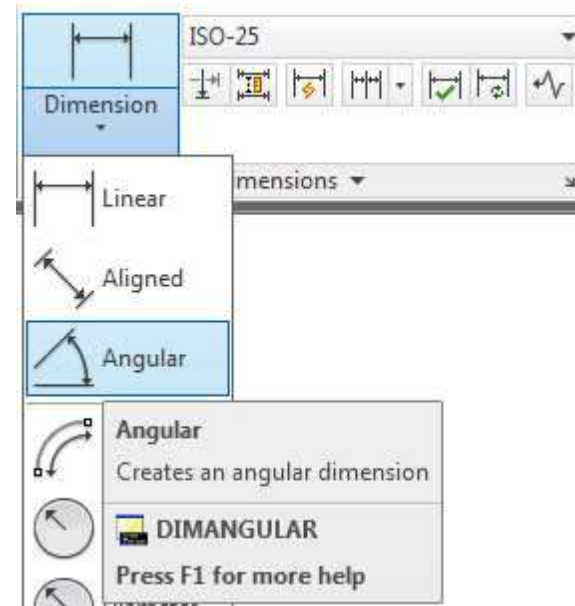 ISO-25
Dimension
mensions
Linear
Aligned
Angular
Angular
Creates an angular dimension
DIMANGULAR
Press F1 for more help